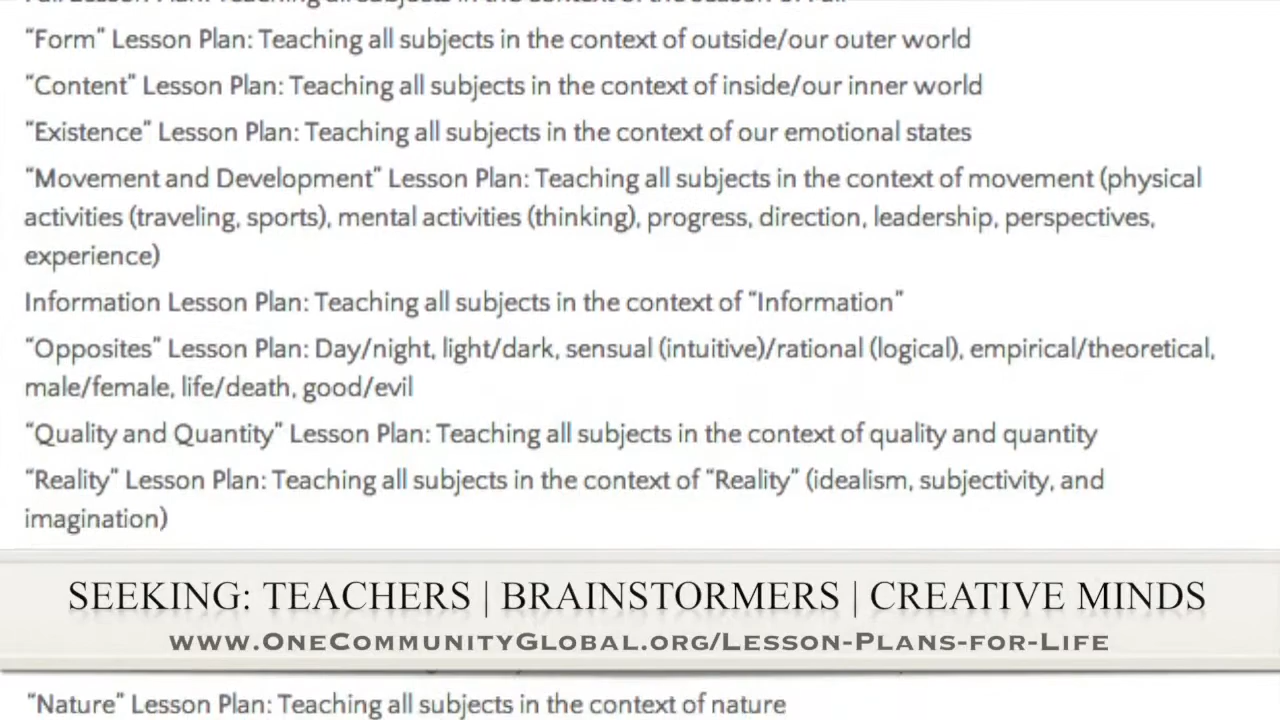 “Form” Lesson Plan: Teaching all subjects in the context of outside/our outer world
“Content” Lesson Plan: Teaching all subjects in the context of inside/our inner world
“Existence” Lesson Plan: Teaching all subjects in the context of our emotional states
“Movement and Development” Lesson Plan: Teaching all subjects in the context of movement (physical
activities (traveling, sports), mental activities (thinking), progress, direction, leadership, perspectives,
experience)
Information Lesson Plan: Teaching all subjects in the context of “Information”
“Opposites” Lesson Plan: Day/night, light/dark, sensual (intuitive)/rational (logical), empirical/theoretical,
male/female, life/death, good/evil
“Quality and Quantity” Lesson Plan: Teaching all subjects in the context of quality and quantity
“Reality” Lesson Plan: Teaching all subjects in the context of “Reality” (idealism, subjectivity, and
imagination)
SEEKING: TEACHERS | BRAINSTORMERS | CREATIVE MINDS
www.OneCommunityGlobal.org/Lesson-Plans-for-Life
“Nature” Lesson Plan: Teaching all subjects in the context of nature